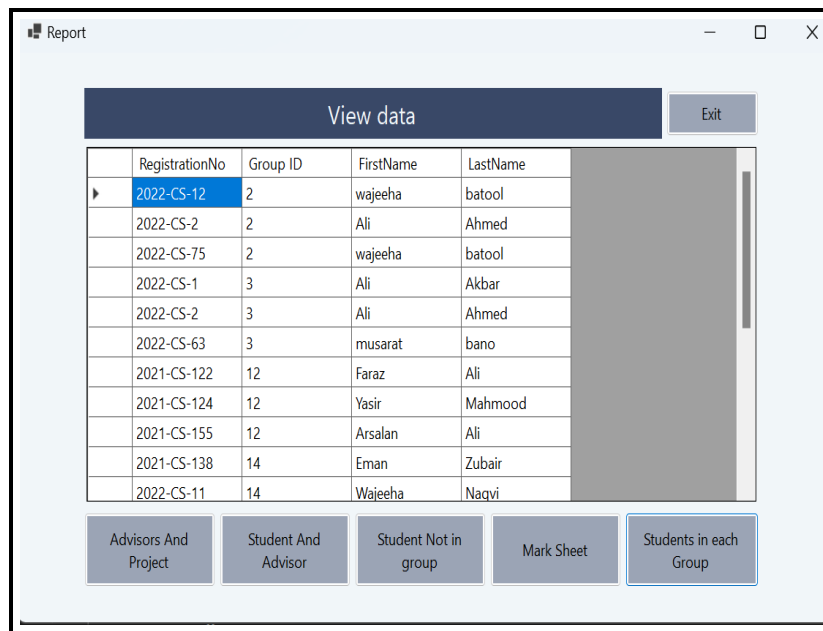 Report
View data
Exit
RegistrationNo Group ID FirstName LastName
2022-CS-12 2 wajeeha batool
2022-CS-2 2 Ali Ahmed
2022-CS-75 2 wajeeha batool
2022-CS-1 3 Ali Akbar
2022-CS-2 3 Ali Ahmed
2022-CS-63 3 musarat bano
2021-CS-122 12 Faraz Ali
2021-CS-124 12 Yasir Mahmood
2021-CS-155 12 Arsalan Ali
2021-CS-138 14 Eman Zubair
2022-CS-11 14 Wajeeha Naqvi
Advisors And
Project
Student And
Advisor
Student Not in
group
Mark Sheet
Students in each
Group